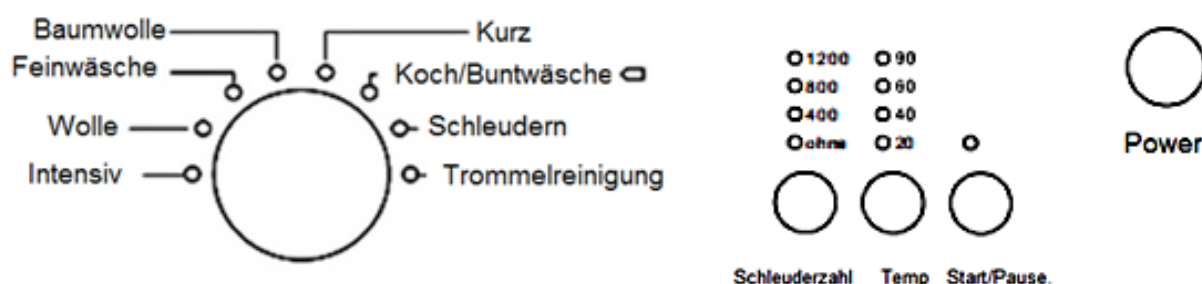 Baumwolle
Kurz
Feinwäsche
Koch/Buntwäsche
Wolle
Schleudern
Intensiv
Trommelreinigung
1200 90
800 60
400 40
ohne 20
Power
Schleuderzahl Temp Start/Pause.